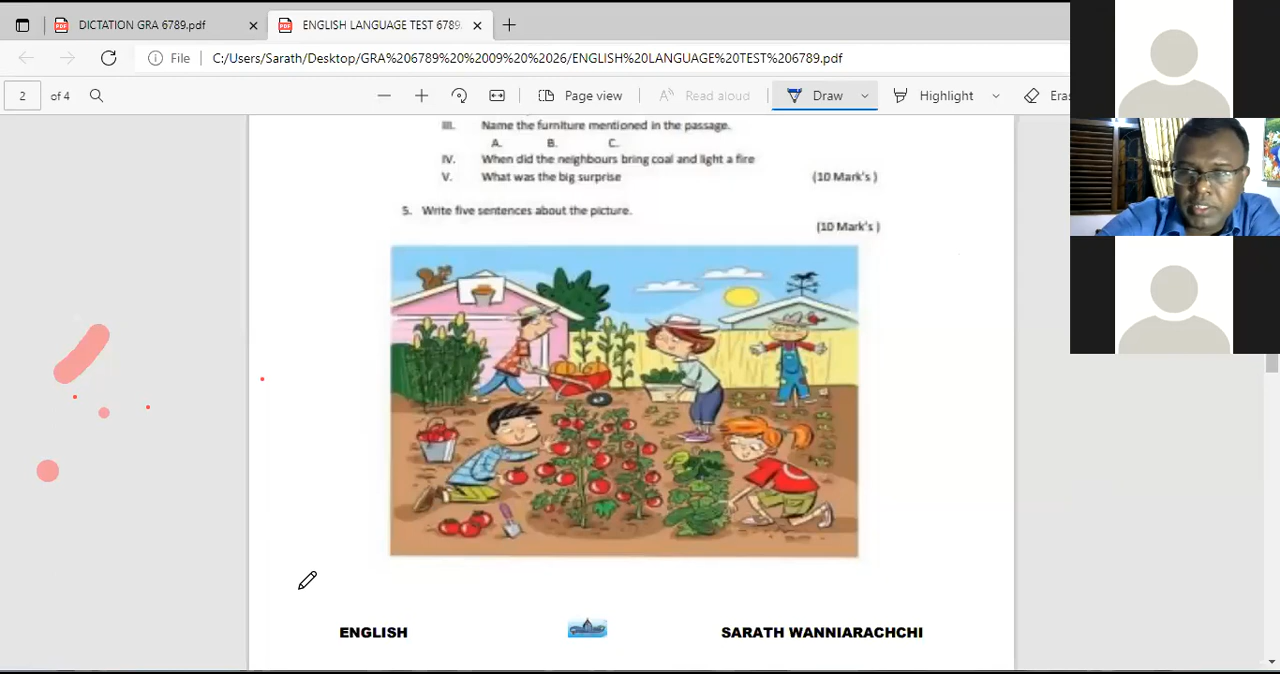 DICTATION GRA 6789.pdf
ENGLISH LANGUAGE TEST 6789.
File
C:/Users/Sarath/Desktop/GRA%206789%20%2009%20%2026/ENGLISH%20LANGUAGE%20TEST%206789.pdf
2 of 4
Page view
Read aloud
Draw
Highlight
Eras
III. Name the furniture mentioned in the passage.
A. B. C.
IV. When did the neighbours bring coal and light a fire
V. What was the big surprise (10 Mark's )
5. Write five sentences about the picture.
(10 Mark's )
ENGLISH SARATH WANNIARACHCHI